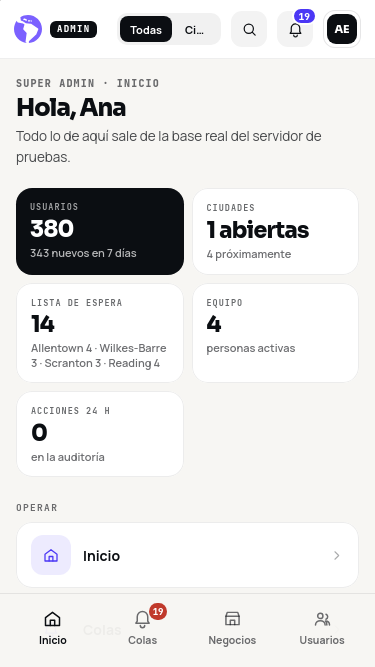 ADMIN
Todas
Ci...
19
AE
SUPER ADMIN · INICIO
Hola, Ana
Todo lo de aquí sale de la base real del servidor de
pruebas.
USUARIOS
380
343 nuevos en 7 días
CIUDADES
1 abiertas
4 próximamente
LISTA DE ESPERA
14
Allentown 4 · Wilkes-Barre
3 · Scranton 3 · Reading 4
EQUIPO
4
personas activas
ACCIONES 24 H
0
en la auditoría
OPERAR
Inicio
Colas
19
Inicio
Colas
Negocios
Usuarios